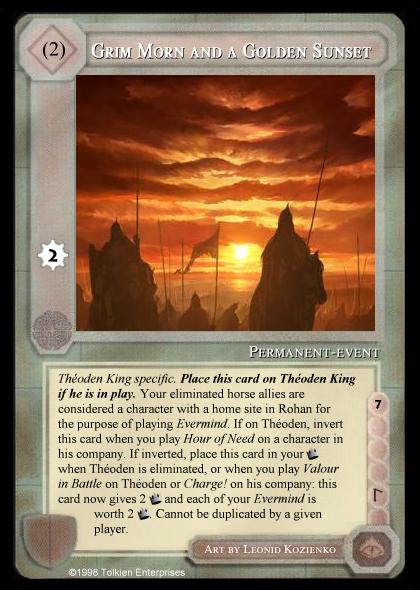 (2)
GRIM MORN AND A GOLDEN SUNSET
2
PERMANENT-EVENT
Théoden King specific. Place this card on Théoden King
if he is in play. Your eliminated horse allies are
considered a character with a home site in Rohan for
the purpose of playing Evermind. If on Théoden, invert
this card when you play Hour of Need on a character in
his company. If inverted, place this card in your
when Théoden is eliminated, or when you play Valour
in Battle on Théoden or Charge! on his company: this
card now gives 2 and each of your Evermind is
worth 2 . Cannot be duplicated by a given
player.
7
ART BY LEONID KOZIENKO
©1998 Tolkien Enterprises